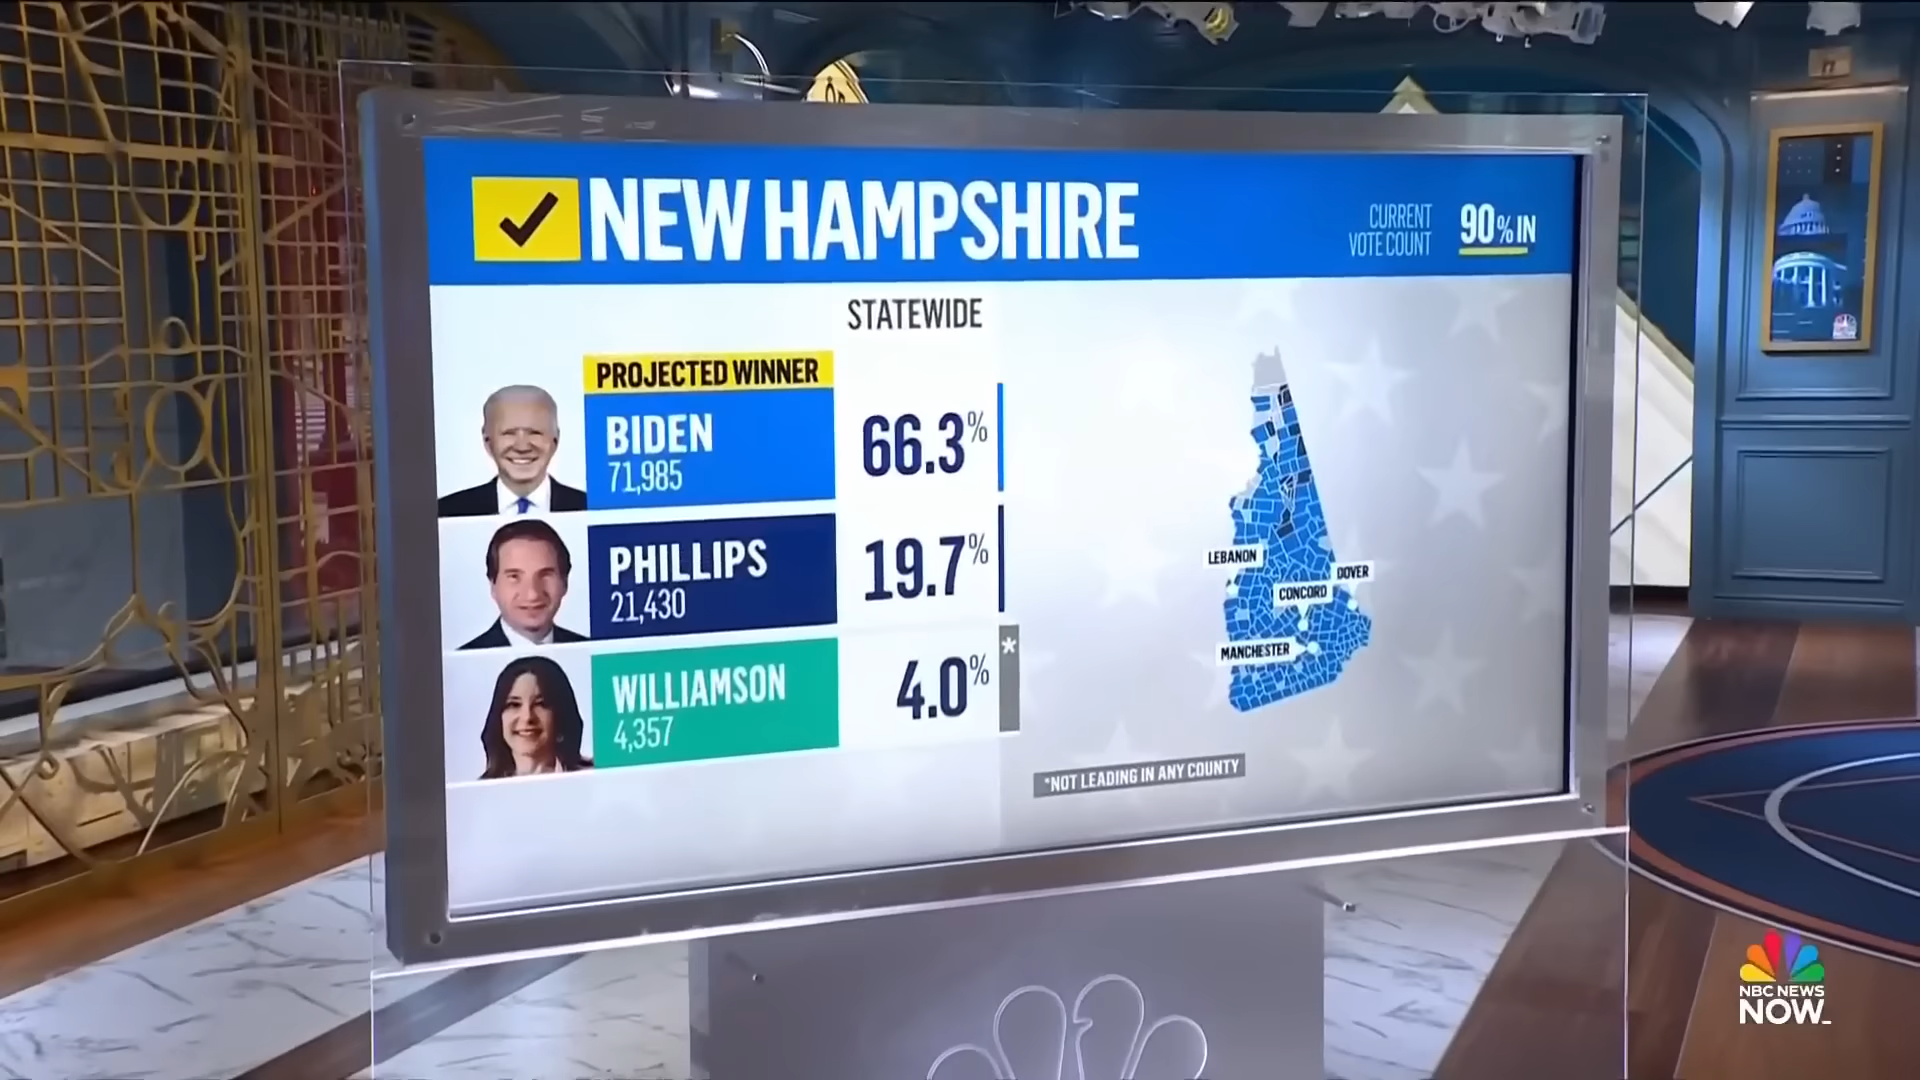 NEW HAMPSHIRE
CURRENT
VOTE COUNT
90% IN
STATEWIDE
PROJECTED WINNER
BIDEN
71,985
66.3%
PHILLIPS
21,430
19.7%
WILLIAMSON
4,357
4.0%
*
LEBANON
DOVER
CONCORD
MANCHESTER
*NOT LEADING IN ANY COUNTY
NBC NEWS
NOW_